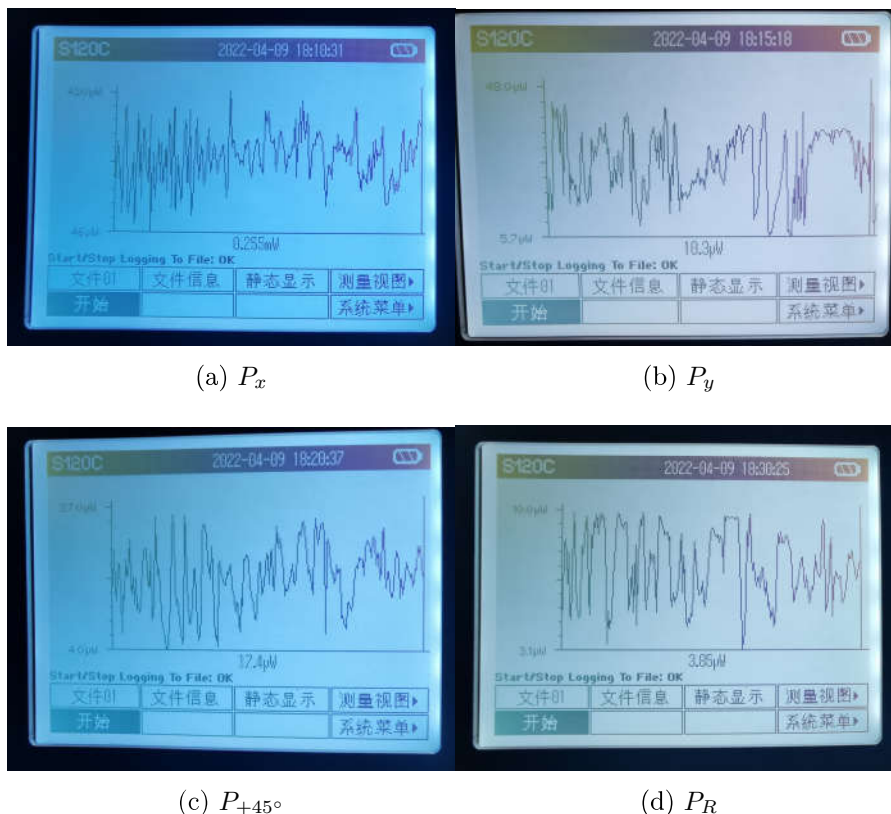 S120C 2022-04-09 18:10:31
0.265mW
Start/Stop Logging To File: OK
文件01 文件信息 静态显示 测量视图▸
开始 系统菜单▸
(a) P_x
S120C 2022-04-09 18:15:18
48.0μW
5.7μW
18.3μW
Start/Stop Logging To File: OK
文件01 文件信息 静态显示 测量视图▸
开始 系统菜单▸
(b) P_y
S120C 2022-04-09 18:20:37
4.0μW
17.4μW
Start/Stop Logging To File: OK
文件01 文件信息 静态显示 测量视图▸
开始 系统菜单▸
(c) P_{+45°}
S120C 2022-04-09 18:30:25
10.0μW
3.1μW
3.85μW
Start/Stop Logging To File: OK
文件01 文件信息 静态显示 测量视图▸
开始 系统菜单▸
(d) P_R